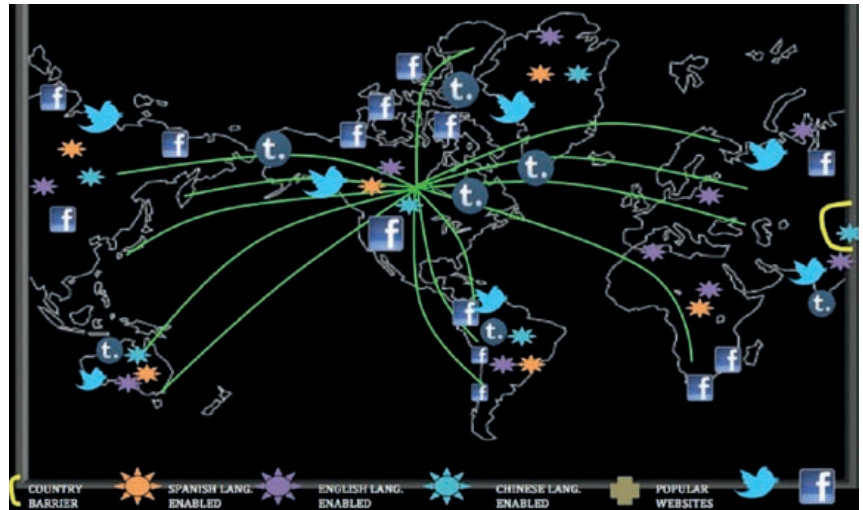 f
f
t.
f
f
f
f
t.
t.
t.
f
f
f
f
t.
t.
t.
f
f
f
f
COUNTRY
BARRIER
SPANISH LANG.
ENABLED
ENGLISH LANG.
ENABLED
CHINESE LANG.
ENABLED
POPULAR
WEBSITES
f